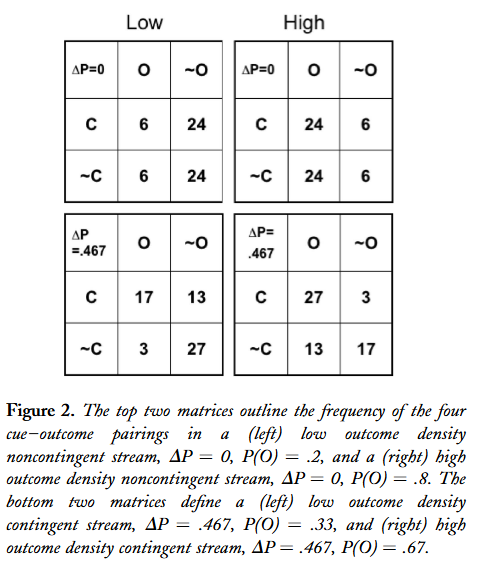 Low High
ΔP=0 O ~O ΔP=0 O ~O
C 6 24 C 24 6
~C 6 24 ~C 24 6
ΔP =.467 O ~O ΔP= .467 O ~O
C 17 13 C 27 3
~C 3 27 ~C 13 17
Figure 2. The top two matrices outline the frequency of the four
cue−outcome pairings in a (left) low outcome density
noncontingent stream, ΔP = 0, P(O) = .2, and a (right) high
outcome density noncontingent stream, ΔP = 0, P(O) = .8. The
bottom two matrices define a (left) low outcome density
contingent stream, ΔP = .467, P(O) = .33, and (right) high
outcome density contingent stream, ΔP = .467, P(O) = .67.